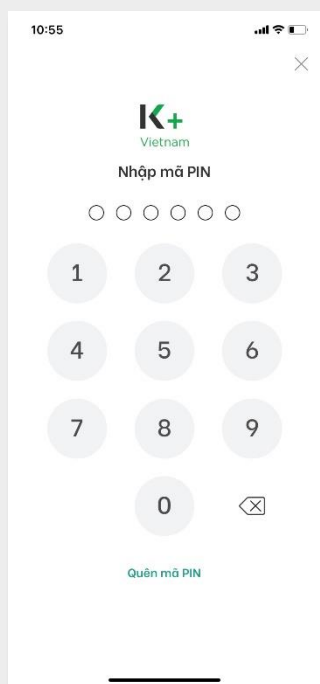 10:55
K+
Vietnam
Nhập mã PIN
1 2 3
4 5 6
7 8 9
0
Quên mã PIN